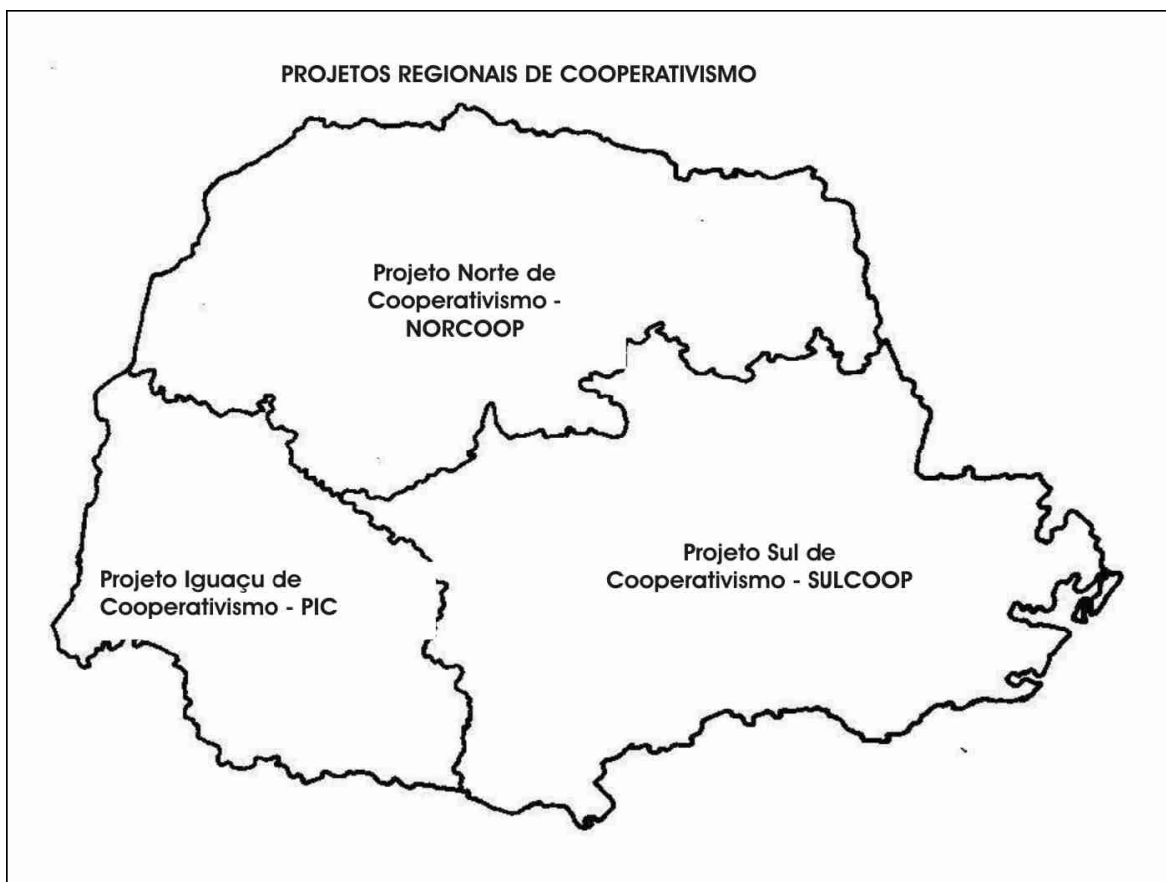 PROJETOS REGIONAIS DE COOPERATIVISMO
Projeto Norte de
Cooperativismo -
NORCOOP
Projeto Sul de
Cooperativismo - SULCOOP
Projeto Iguaçu de
Cooperativismo - PIC